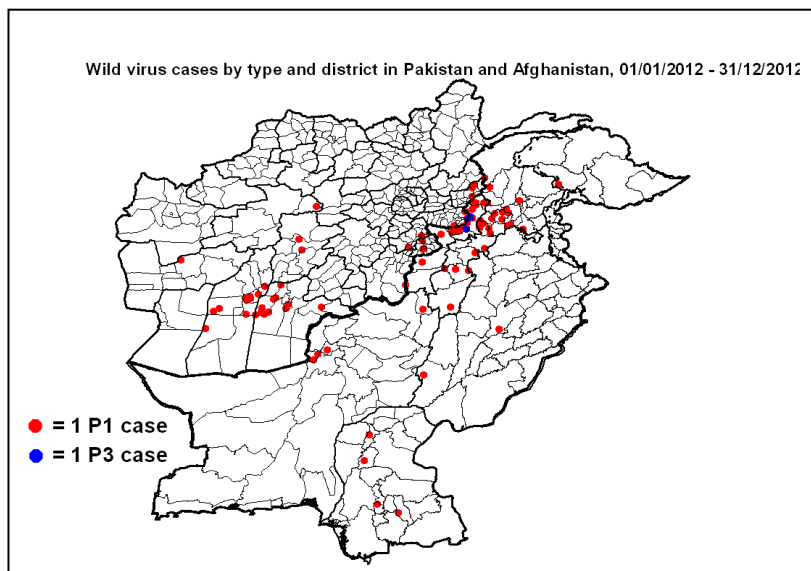 Wild virus cases by type and district in Pakistan and Afghanistan, 01/01/2012 - 31/12/2012
= 1 P1 case
= 1 P3 case